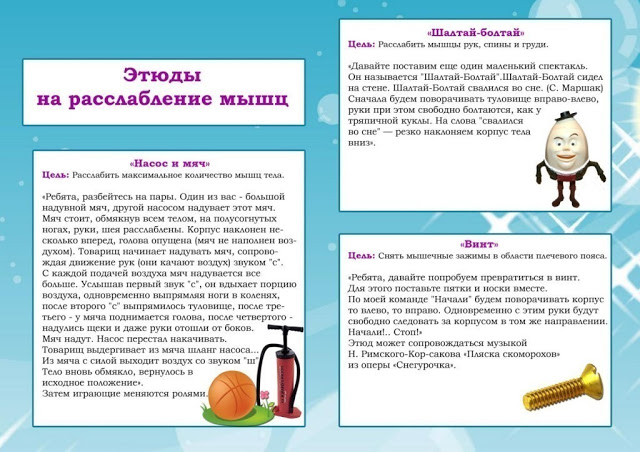 Этюды
на расслабление мышц
«Насос и мяч»
Цель: Расслабить максимальное количество мышц тела.
«Ребята, разбейтесь на пары. Один из вас - большой
надувной мяч, другой насосом надувает этот мяч.
Мяч стоит, обмякнув всем телом, на полусогнутых
ногах, руки, шея расслаблены. Корпус наклонен не-
сколько вперед, голова опущена (мяч не наполнен воз-
духом). Товарищ начинает надувать мяч, сопрово-
ждая движение рук (они качают воздух) звуком "с".
С каждой подачей воздуха мяч надувается все
больше. Услышав первый звук "с", он вдыхает порцию
воздуха, одновременно выпрямляя ноги в коленях,
после второго "с" выпрямилось туловище, после тре-
тьего - у мяча поднимается голова, после четвертого -
надулись щеки и даже руки отошли от боков.
Мяч надут. Насос перестал накачивать.
Товарищ выдергивает из мяча шланг насоса...
Из мяча с силой выходит воздух со звуком "ш".
Тело вновь обмякло, вернулось в
исходное положение».
Затем играющие меняются ролями.
«Шалтай-болтай»
Цель: Расслабить мышцы рук, спины и груди.
«Давайте поставим еще один маленький спектакль.
Он называется "Шалтай-Болтай".Шалтай-Болтай сидел
на стене. Шалтай-Болтай свалился во сне. (С. Маршак)
Сначала будем поворачивать туловище вправо-влево,
руки при этом свободно болтаются, как у
тряпичной куклы. На слова "свалился
во сне" — резко наклоняем корпус тела
вниз».
«Винт»
Цель: Снять мышечные зажимы в области плечевого пояса.
«Ребята, давайте попробуем превратиться в винт.
Для этого поставьте пятки и носки вместе.
По моей команде "Начали" будем поворачивать корпус
то влево, то вправо. Одновременно с этим руки будут
свободно следовать за корпусом в том же направлении.
Начали!.. Стоп!»
Этюд может сопровождаться музыкой
Н. Римского-Кор-сакова «Пляска скоморохов»
из оперы «Снегурочка».